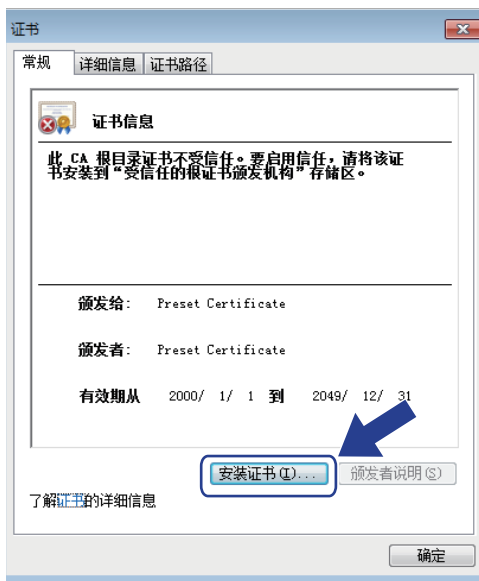 证书
常规 详细信息 证书路径
证书信息
此 CA 根目录证书不受信任。要启用信任，请将该证
书安装到“受信任的根证书颁发机构”存储区。
颁发给: Preset Certificate
颁发者: Preset Certificate
有效期从 2000/ 1/ 1 到 2049/ 12/ 31
安装证书(I)... 颁发者说明(S)
了解证书的详细信息
确定